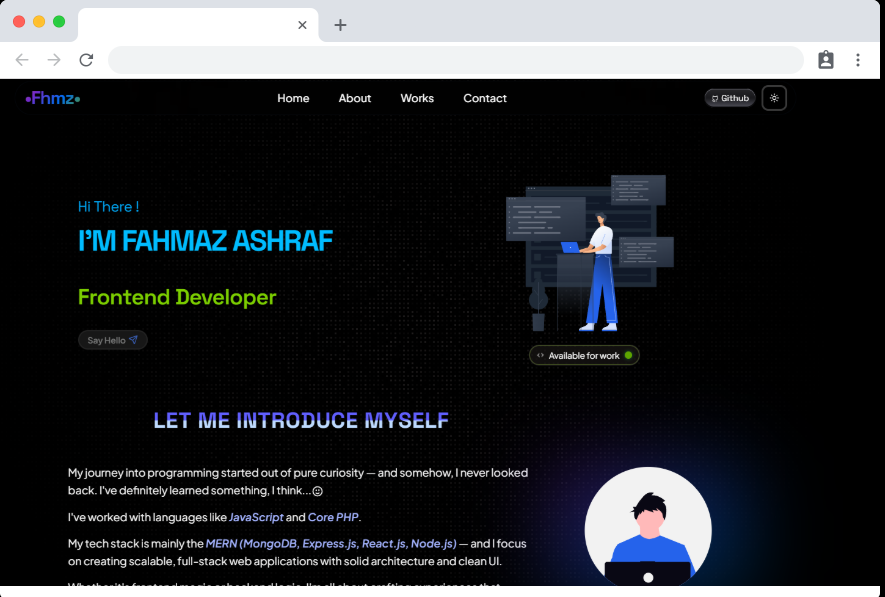 •Fhmz•
Home About Works Contact
Github
Hi There !
I'M FAHMAZ ASHRAF
Frontend Developer
Say Hello
Available for work
LET ME INTRODUCE MYSELF
My journey into programming started out of pure curiosity — and somehow, I never looked
back. I've definitely learned something, I think...
I've worked with languages like JavaScript and Core PHP.
My tech stack is mainly the MERN (MongoDB, Express.js, React.js, Node.js) — and I focus
on creating scalable, full-stack web applications with solid architecture and clean UI.